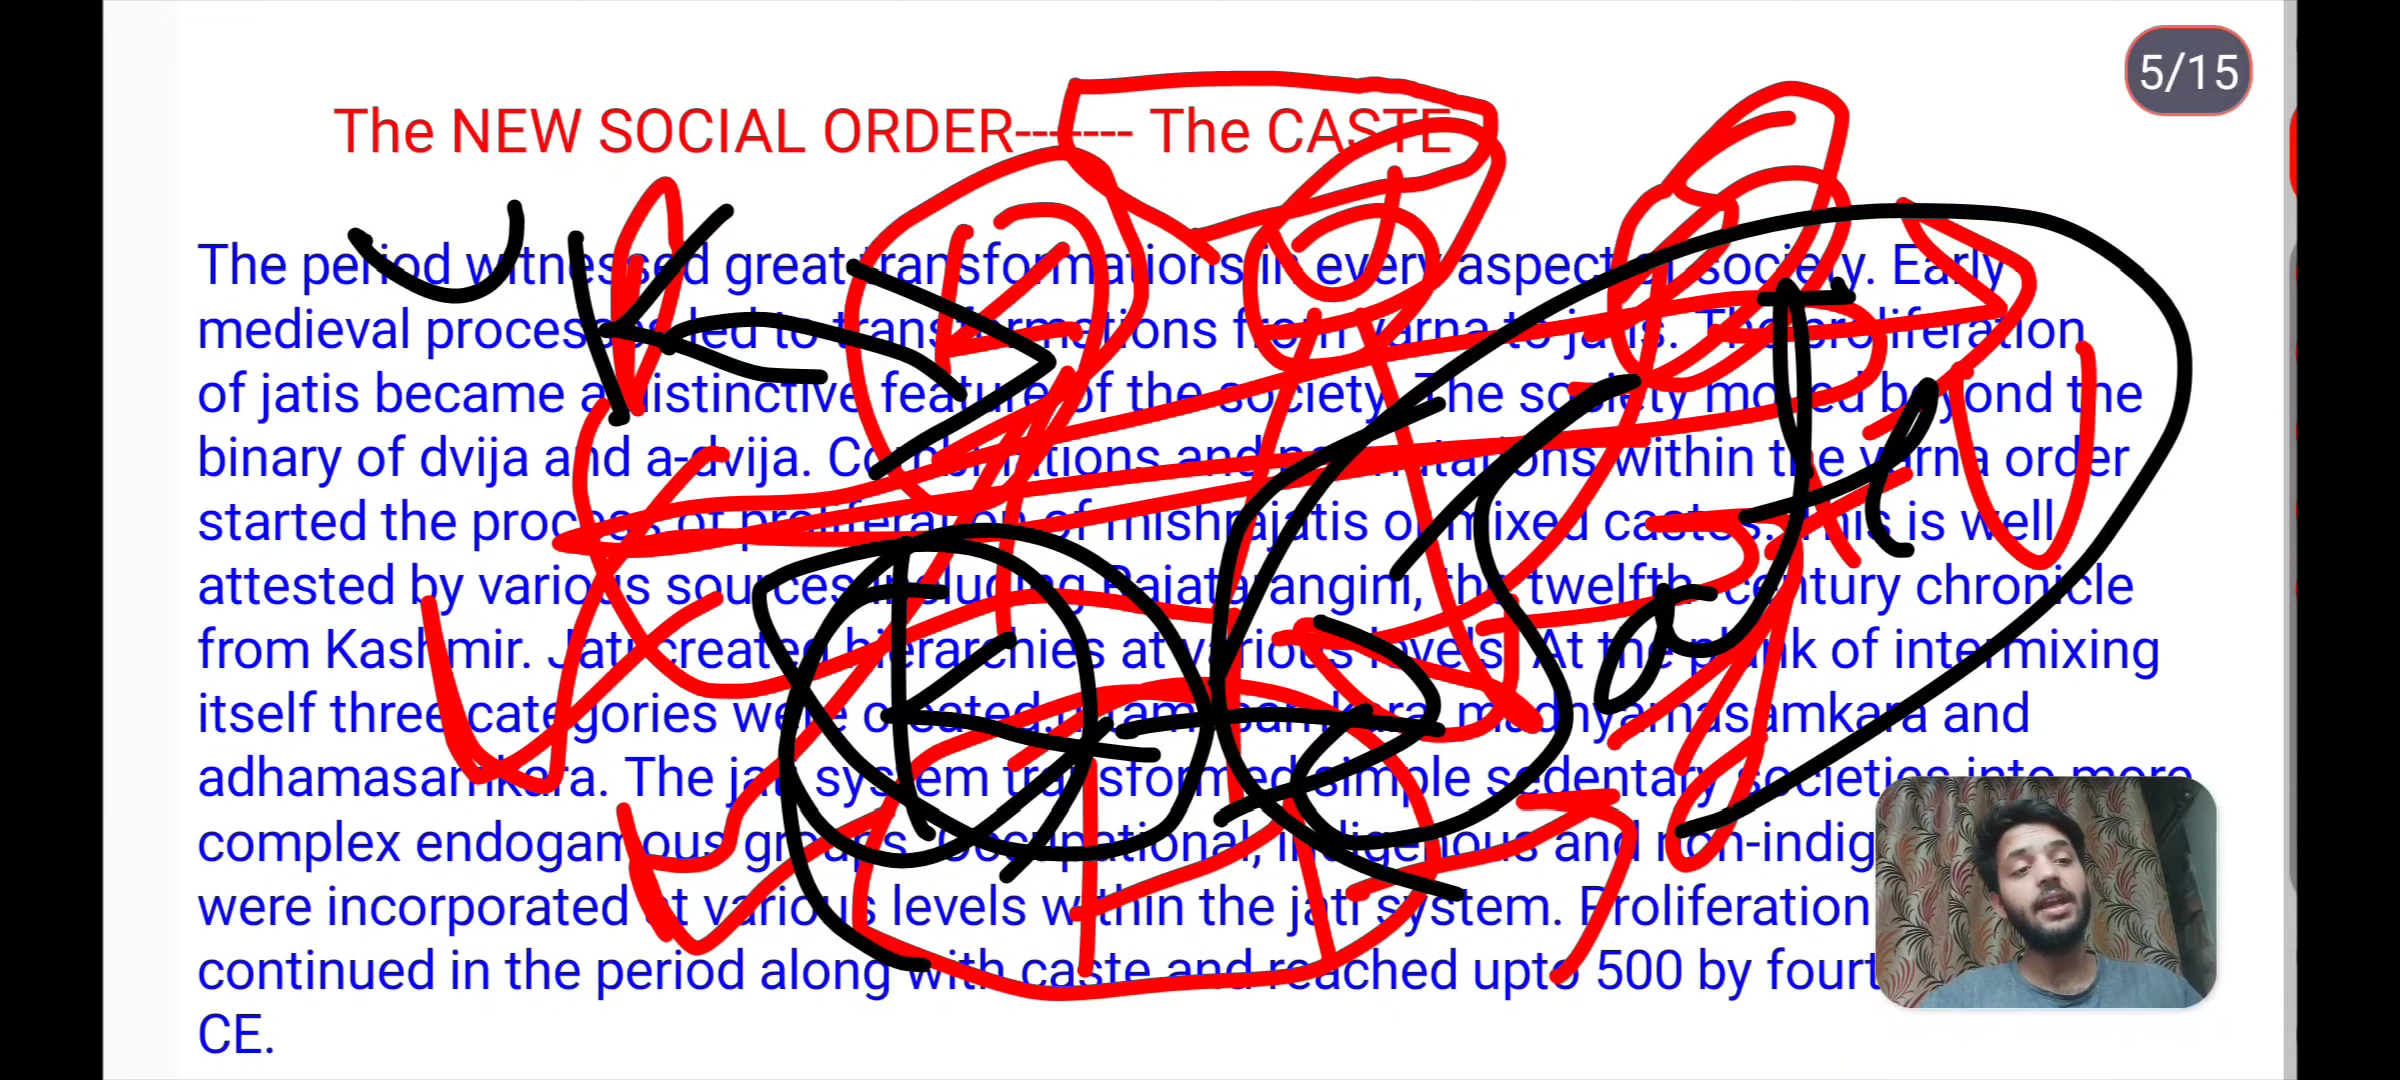 5/15
The NEW SOCIAL ORDER------- The CASTE
The period witnessed great transformations in every aspect of society. Early
medieval processes led to transformations from varna to jatis. The proliferation
of jatis became a distinctive feature of the society. The society moved beyond the
binary of dvija and a-dvija. Combinations and permutations within the varna order
started the process of proliferation of mishrajatis or mixed castes. This is well
attested by various sources including Rajatarangini, the twelfth- century chronicle
from Kashmir. Jati created hierarchies at various levels. At the plank of intermixing
itself three categories were created: madhyamasamkara and
adhamasamkara. The jati system transformed simple sedentary societies into more
complex endogamous groups. Occupational, indigenous and non-indig
were incorporated at various levels within the jati system. Proliferation
continued in the period along with caste and reached upto 500 by fourt
CE.